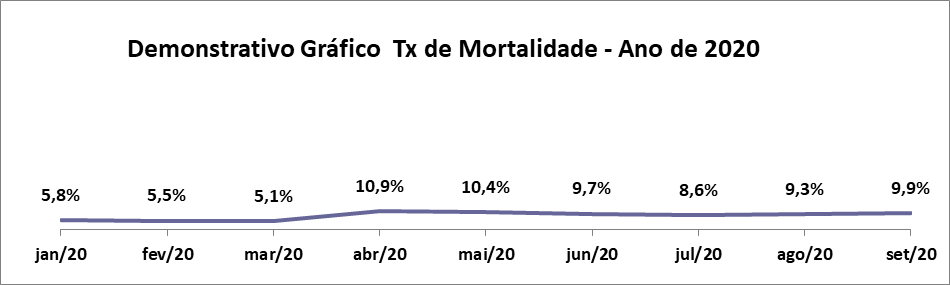 Demonstrativo Gráfico  Tx de Mortalidade - Ano de 2020
5,8% 5,5% 5,1% 10,9% 10,4% 9,7% 8,6% 9,3% 9,9%
jan/20 fev/20 mar/20 abr/20 mai/20 jun/20 jul/20 ago/20 set/20